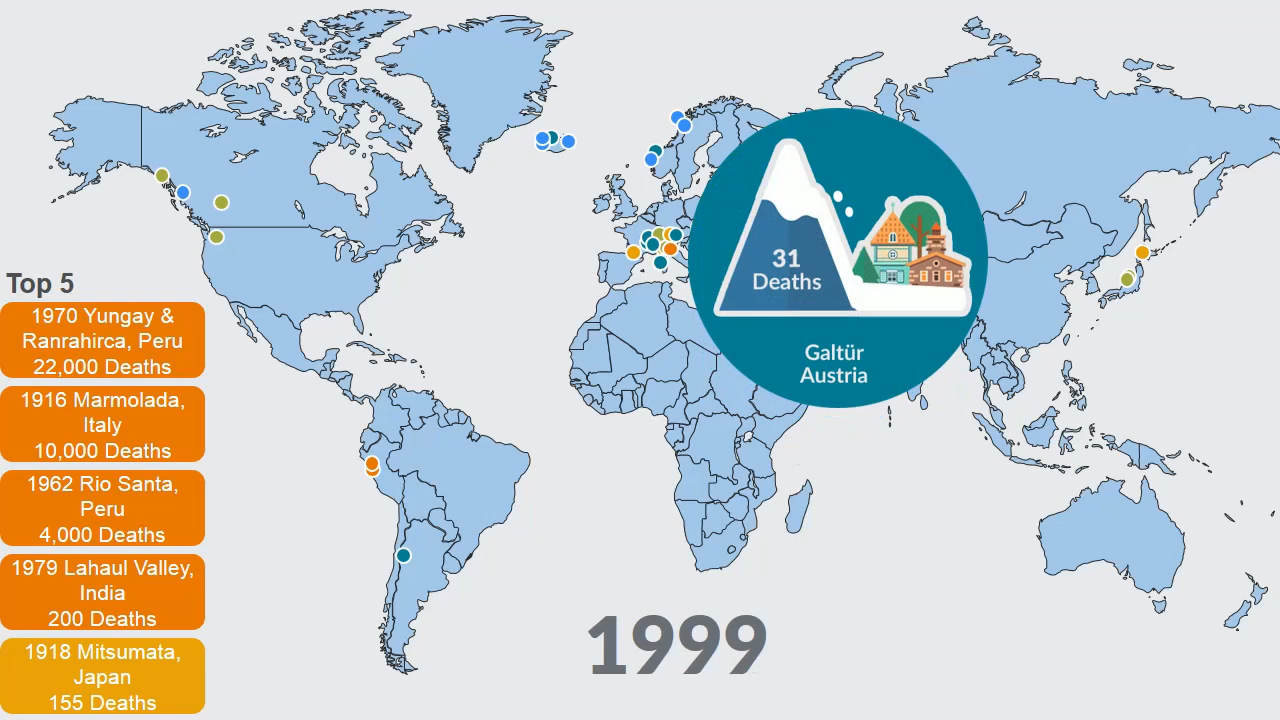 Top 5
1970 Yungay &
Ranrahirca, Peru
22,000 Deaths
1916 Marmolada,
Italy
10,000 Deaths
1962 Rio Santa,
Peru
4,000 Deaths
1979 Lahaul Valley,
India
200 Deaths
1918 Mitsumata,
Japan
155 Deaths
31
Deaths
Galtür
Austria
1999